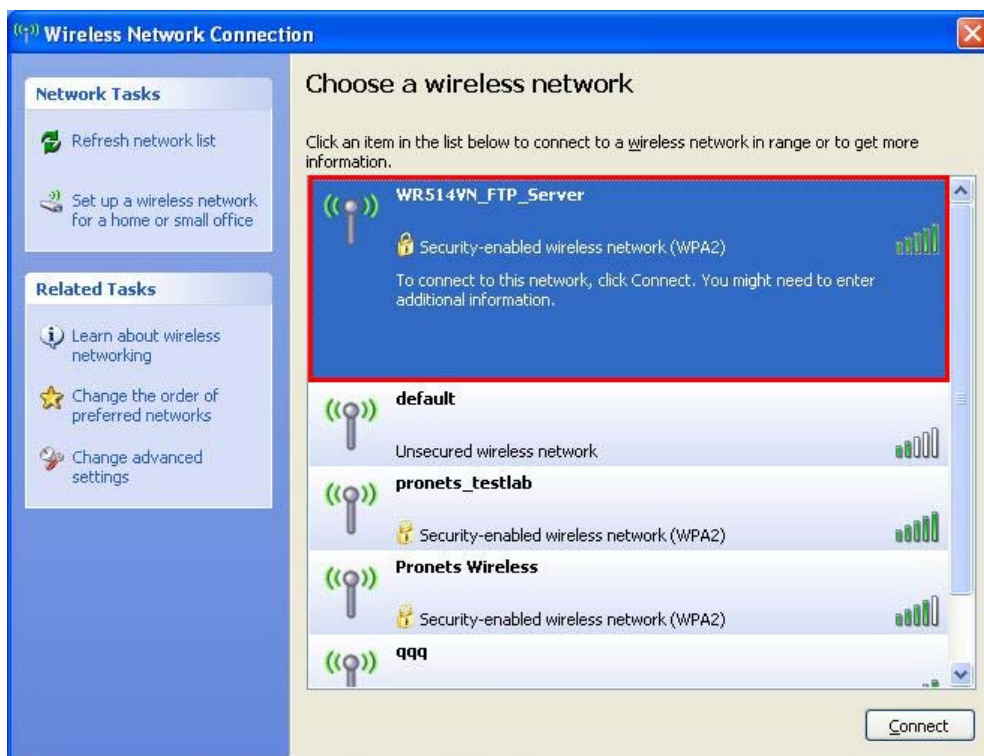 Wireless Network Connection
Network Tasks
Refresh network list
Set up a wireless network
for a home or small office
Related Tasks
Learn about wireless
networking
Change the order of
preferred networks
Change advanced
settings
Choose a wireless network
Click an item in the list below to connect to a wireless network in range or to get more
information.
WR514VN_FTP_Server
Security-enabled wireless network (WPA2)
To connect to this network, click Connect. You might need to enter
additional information.
default
Unsecured wireless network
pronets_testlab
Security-enabled wireless network (WPA2)
Pronets Wireless
Security-enabled wireless network (WPA2)
qqq
Connect